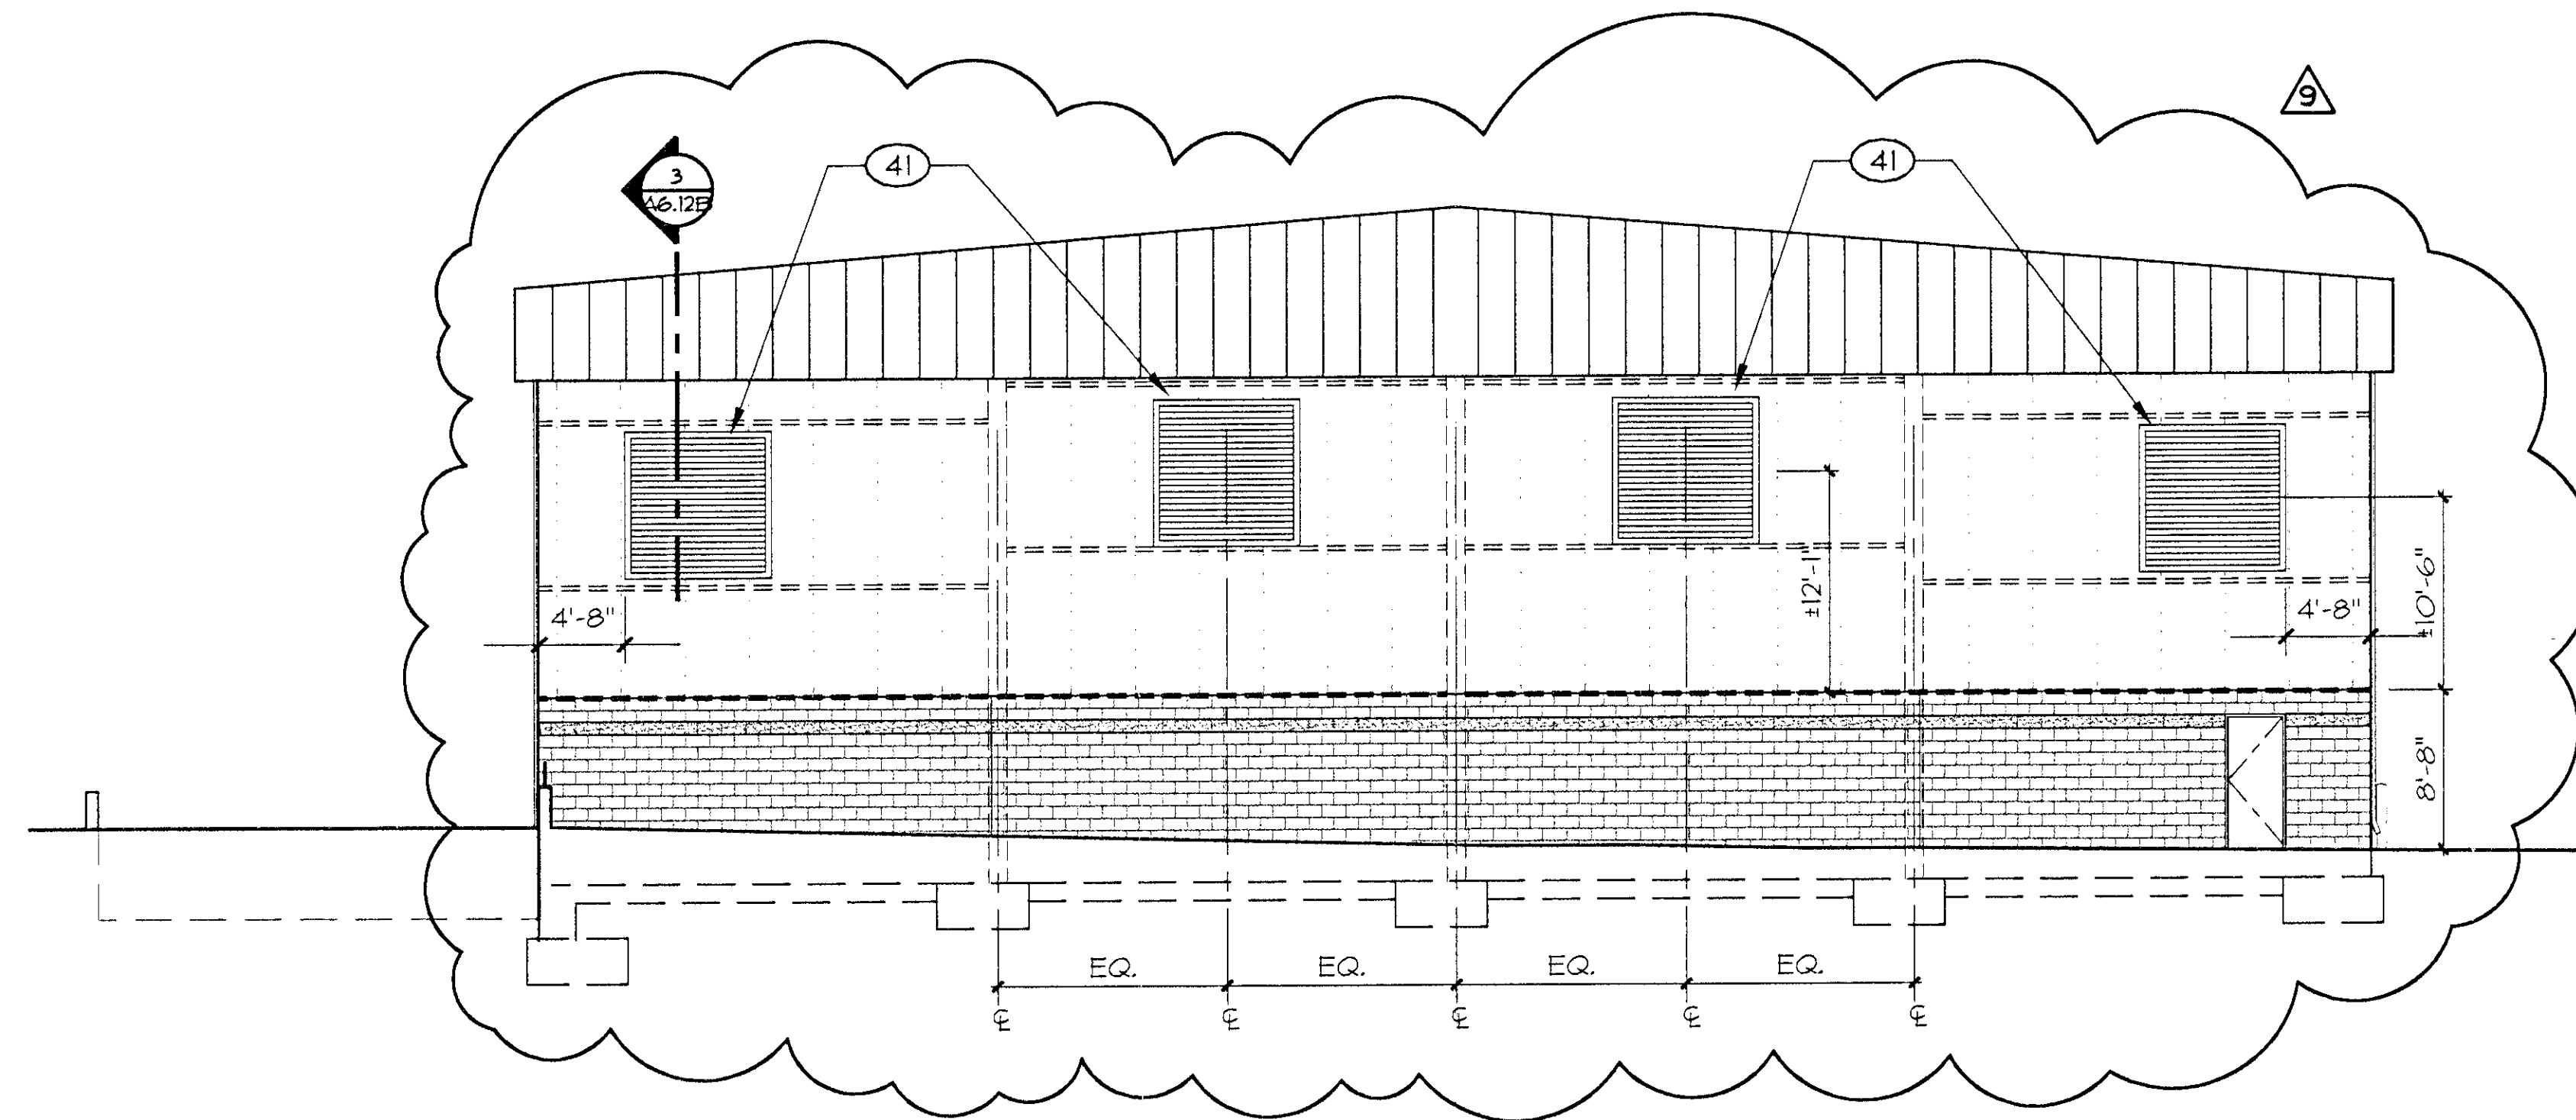 9
41
41
3
A6.12B
±12'-1"
±10'-6"
4'-8"
4'-8"
8'-8"
EQ.
EQ.
EQ.
EQ.
℄
℄
℄
℄
℄